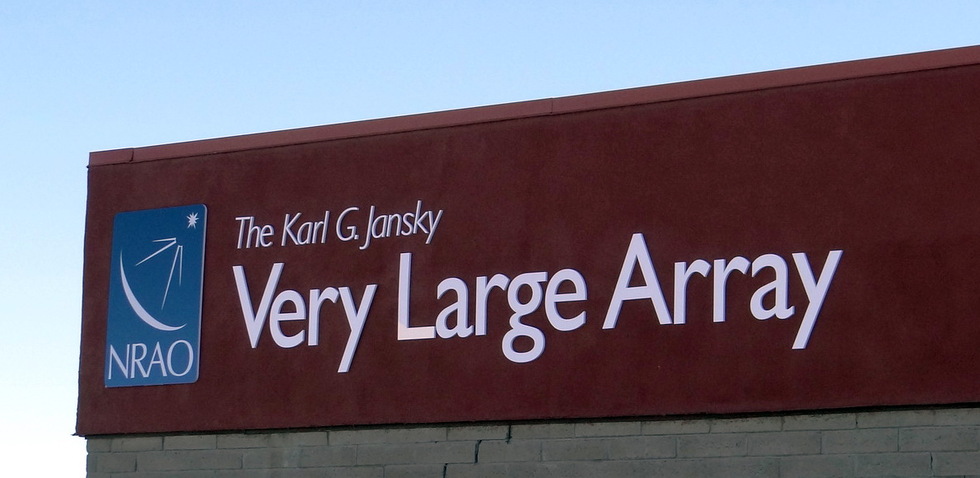 The Karl G. Jansky
Very Large Array
NRAO